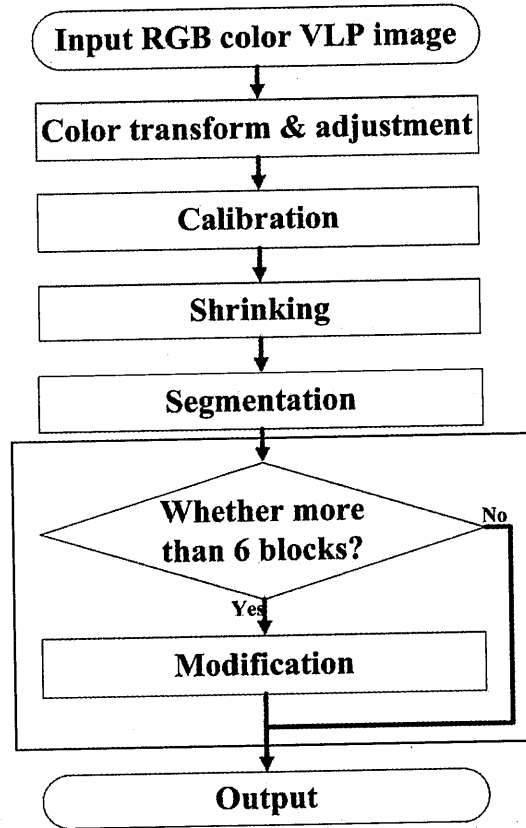 Input RGB color VLP image
Color transform & adjustment
Calibration
Shrinking
Segmentation
Whether more
than 6 blocks?
No
Yes
Modification
Output